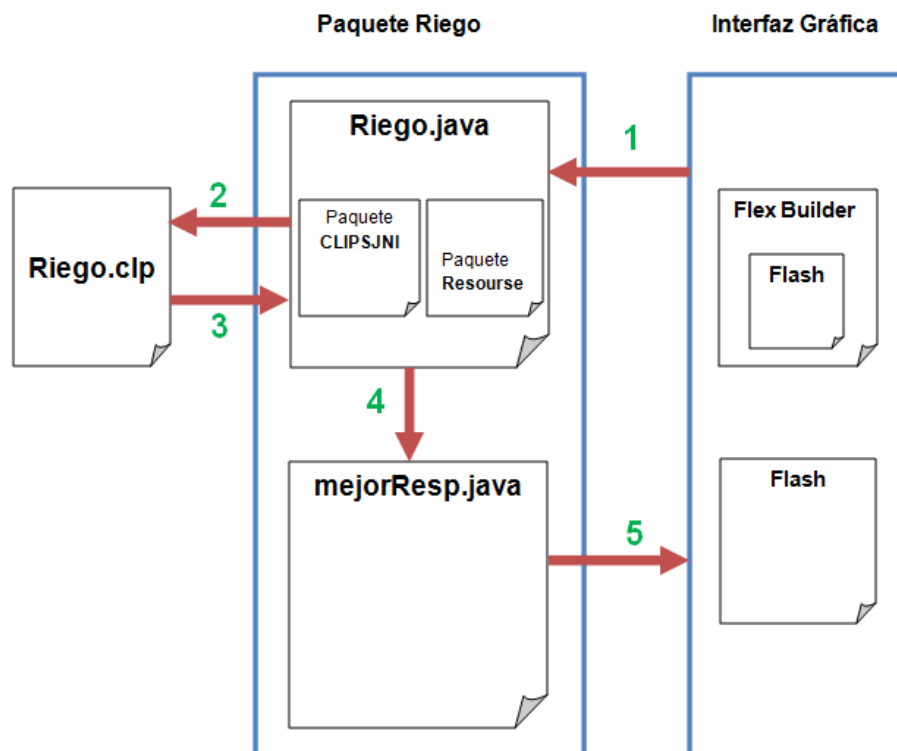 Paquete Riego
Interfaz Gráfica
Riego.java
1
2
Paquete
CLIPSJNI
Paquete
Resourse
Flex Builder
Flash
Riego.clp
3
4
mejorResp.java
Flash
5